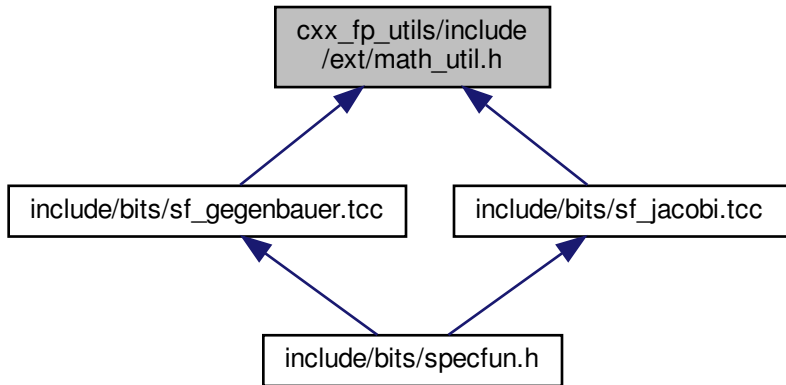 cxx_fp_utils/include
/ext/math_util.h
include/bits/sf_gegenbauer.tcc
include/bits/sf_jacobi.tcc
include/bits/specfun.h